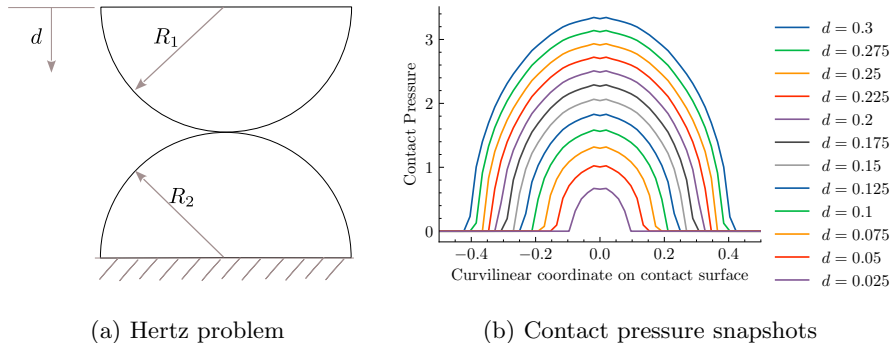 d
R1
R2
(a) Hertz problem
Contact Pressure
3
2
1
0
−0.4 −0.2 0.0 0.2 0.4
Curvilinear coordinate on contact surface
d = 0.3
d = 0.275
d = 0.25
d = 0.225
d = 0.2
d = 0.175
d = 0.15
d = 0.125
d = 0.1
d = 0.075
d = 0.05
d = 0.025
(b) Contact pressure snapshots